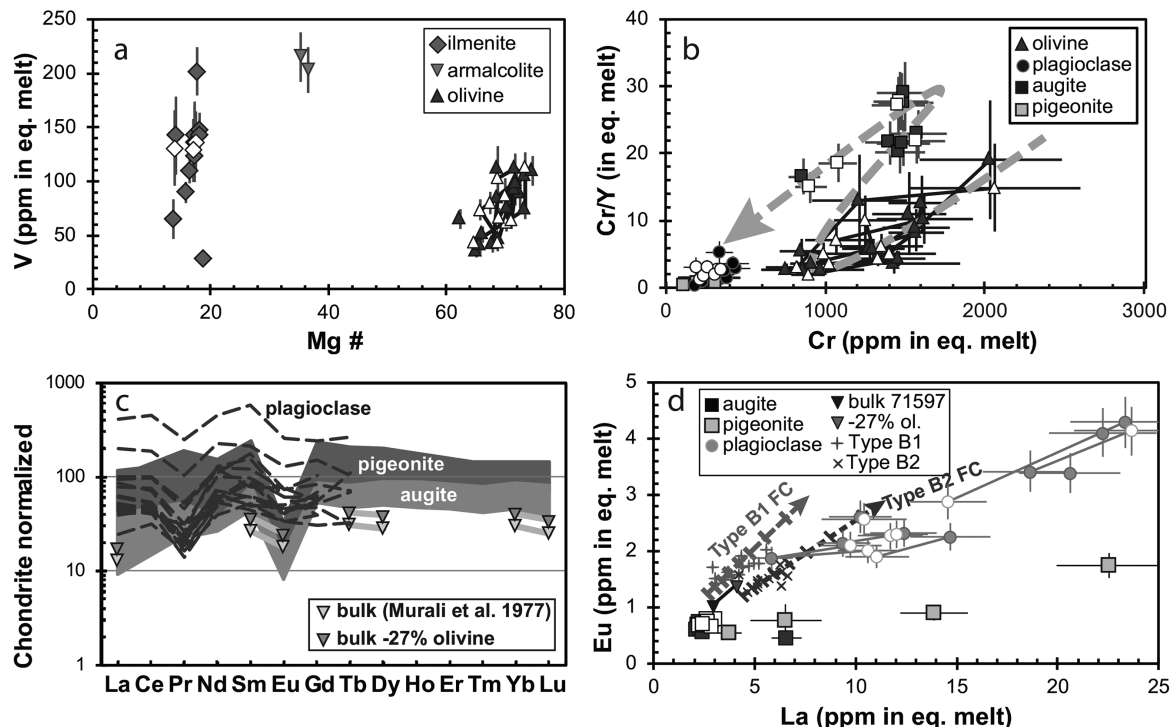 a
ilmenite
armalcolite
olivine
V (ppm in eq. melt)
250
200
150
100
50
0
0 20 40 60 80
Mg #
b
olivine
plagioclase
augite
pigeonite
Cr/Y (in eq. melt)
40
30
20
10
0
0 1000 2000 3000
Cr (ppm in eq. melt)
c
plagioclase
pigeonite
augite
bulk (Murali et al. 1977)
bulk -27% olivine
Chondrite normalized
1000
100
10
1
La Ce Pr Nd Sm Eu Gd Tb Dy Ho Er Tm Yb Lu
d
augite
pigeonite
plagioclase
bulk 71597
-27% ol.
Type B1
Type B2
Type B1 FC
Type B2 FC
Eu (ppm in eq. melt)
5
4
3
2
1
0
0 5 10 15 20 25
La (ppm in eq. melt)